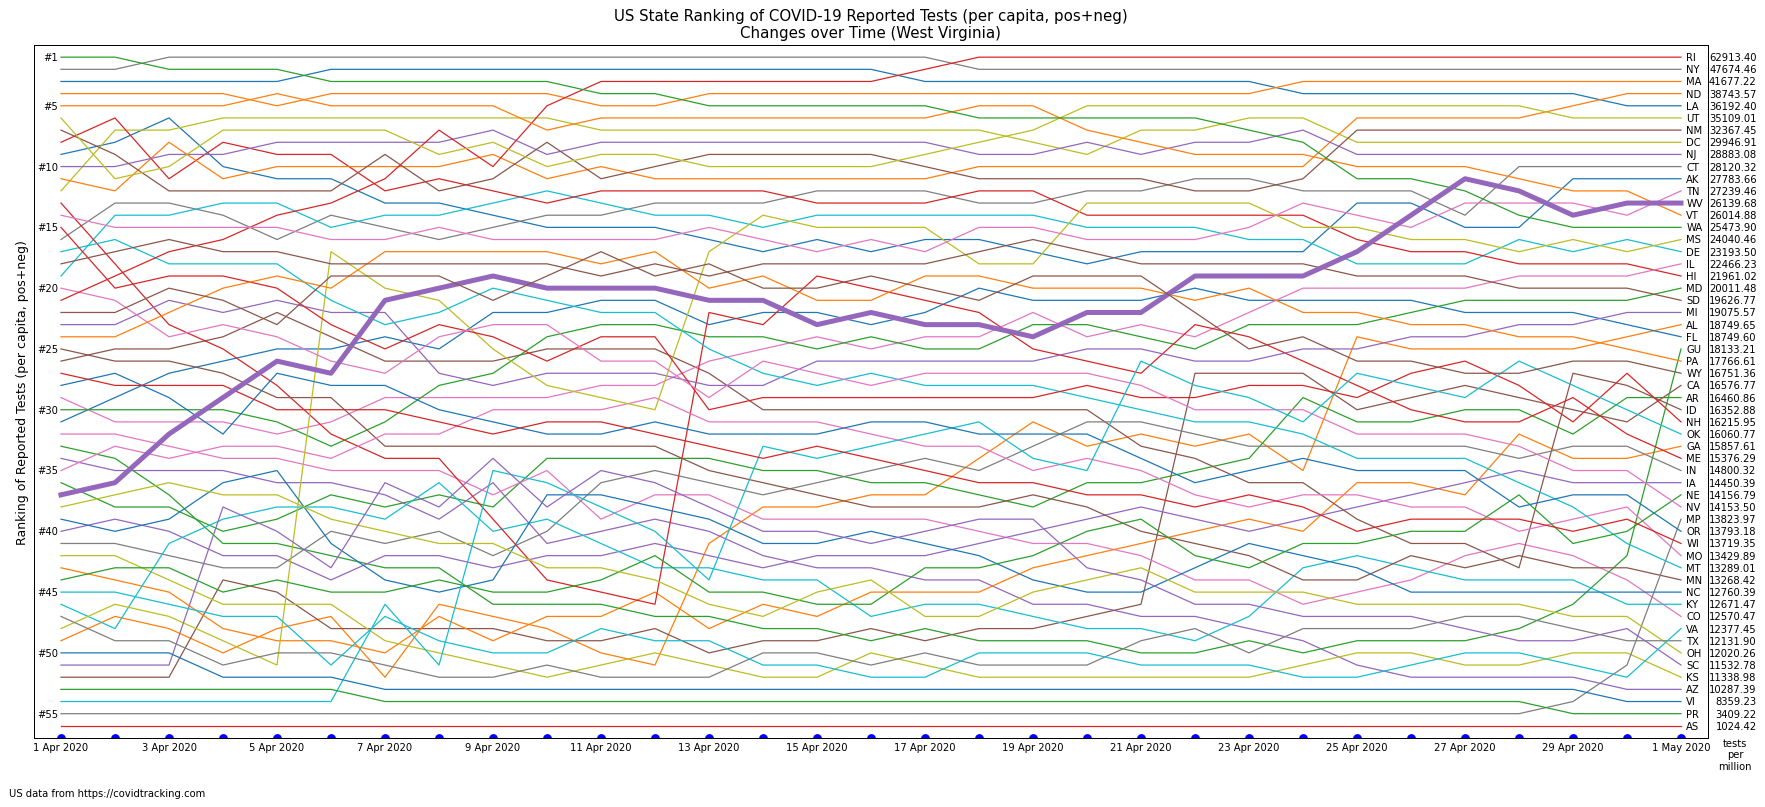 US State Ranking of COVID-19 Reported Tests (per capita, pos+neg)
Changes over Time (West Virginia)
Ranking of Reported Tests (per capita, pos+neg)
#1
#5
#10
#15
#20
#25
#30
#35
#40
#45
#50
#55
RI 62913.40
NY 47674.46
MA 41677.22
ND 38743.57
LA 36192.40
UT 35109.01
NM 32367.45
DC 29946.91
NJ 28883.08
CT 28120.32
AK 27783.66
TN 27239.46
WV 26139.68
VT 26014.88
WA 25473.90
MS 24040.46
DE 23193.50
IL 22466.23
HI 21961.02
MD 20011.48
SD 19626.77
MI 19075.57
AL 18749.65
FL 18749.60
GU 18133.21
PA 17766.61
WY 16751.36
CA 16576.77
AR 16460.86
ID 16352.88
NH 16215.95
OK 16060.77
GA 15857.61
ME 15376.29
IN 14800.32
IA 14450.39
NE 14156.79
NV 14153.50
MP 13823.97
OR 13793.18
WI 13719.35
MO 13429.89
MT 13289.01
MN 13268.42
NC 12760.39
KY 12671.47
CO 12570.47
VA 12377.45
TX 12131.90
OH 12020.26
SC 11532.78
KS 11338.98
AZ 10287.39
VI 8359.23
PR 3409.22
AS 1024.42
1 Apr 2020 3 Apr 2020 5 Apr 2020 7 Apr 2020 9 Apr 2020 11 Apr 2020 13 Apr 2020 15 Apr 2020 17 Apr 2020 19 Apr 2020 21 Apr 2020 23 Apr 2020 25 Apr 2020 27 Apr 2020 29 Apr 2020 1 May 2020
tests
per
million
US data from https://covidtracking.com